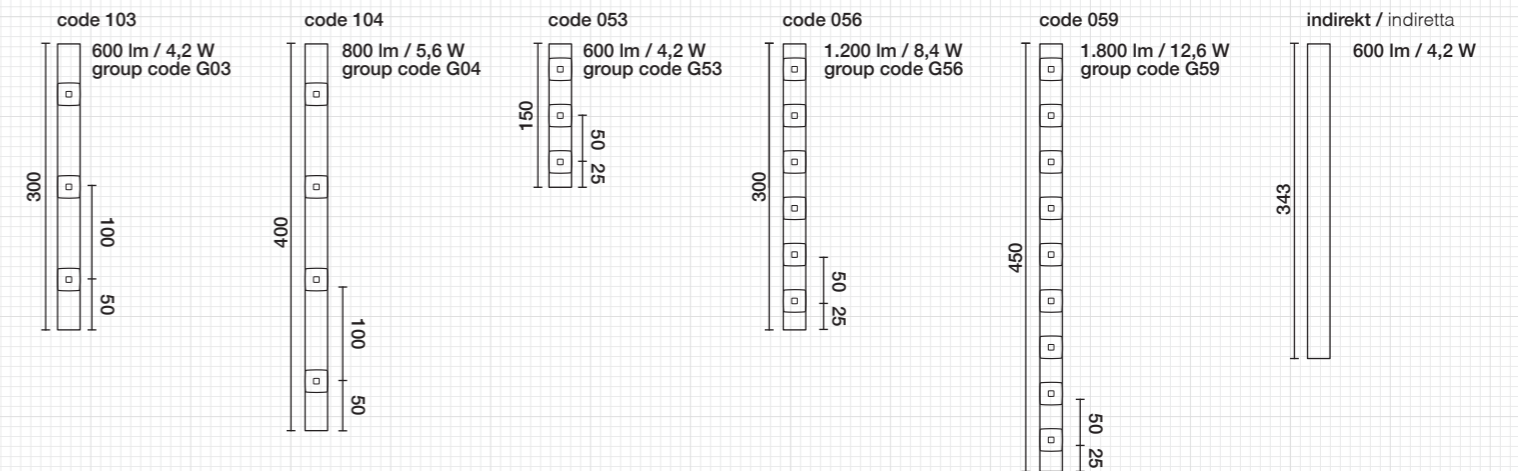 code 103
600 lm / 4,2 W
group code G03
300
100
50
code 104
800 lm / 5,6 W
group code G04
400
100
50
code 053
600 lm / 4,2 W
group code G53
150
50
25
code 056
1.200 lm / 8,4 W
group code G56
300
50
25
code 059
1.800 lm / 12,6 W
group code G59
450
50
25
indirekt / indiretta
600 lm / 4,2 W
343